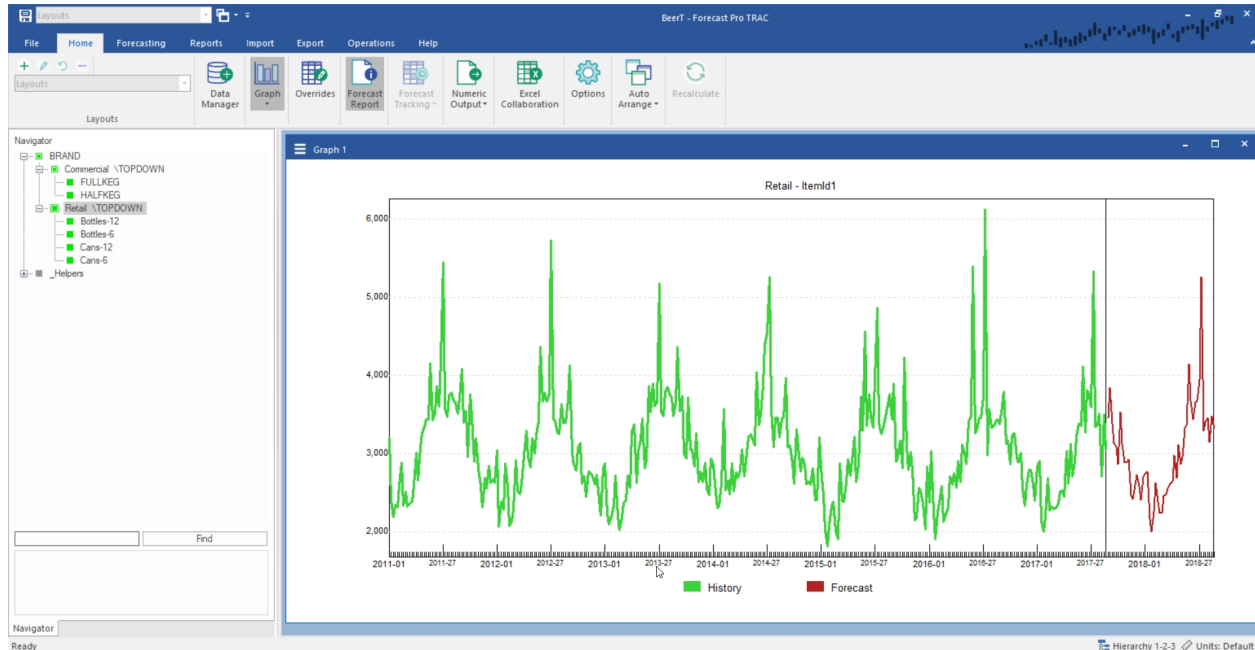 Layouts
BeerT - Forecast Pro TRAC
File Home Forecasting Reports Import Export Operations Help
Layouts
Data Manager
Graph
Overrides
Forecast Report
Forecast Tracking
Numeric Output
Excel Collaboration
Options
Auto Arrange
Recalculate
Layouts
Navigator
BRAND
Commercial \TOPDOWN
FULLKEG
HALFKEG
Retail \TOPDOWN
Bottles-12
Bottles-6
Cans-12
Cans-6
_Helpers
Find
Navigator
Graph 1
Retail - ItemId1
6,000
5,000
4,000
3,000
2,000
2011-01 2011-27 2012-01 2012-27 2013-01 2013-27 2014-01 2014-27 2015-01 2015-27 2016-01 2016-27 2017-01 2017-27 2018-01 2018-27
History Forecast
Ready
Hierarchy 1-2-3 Units: Default